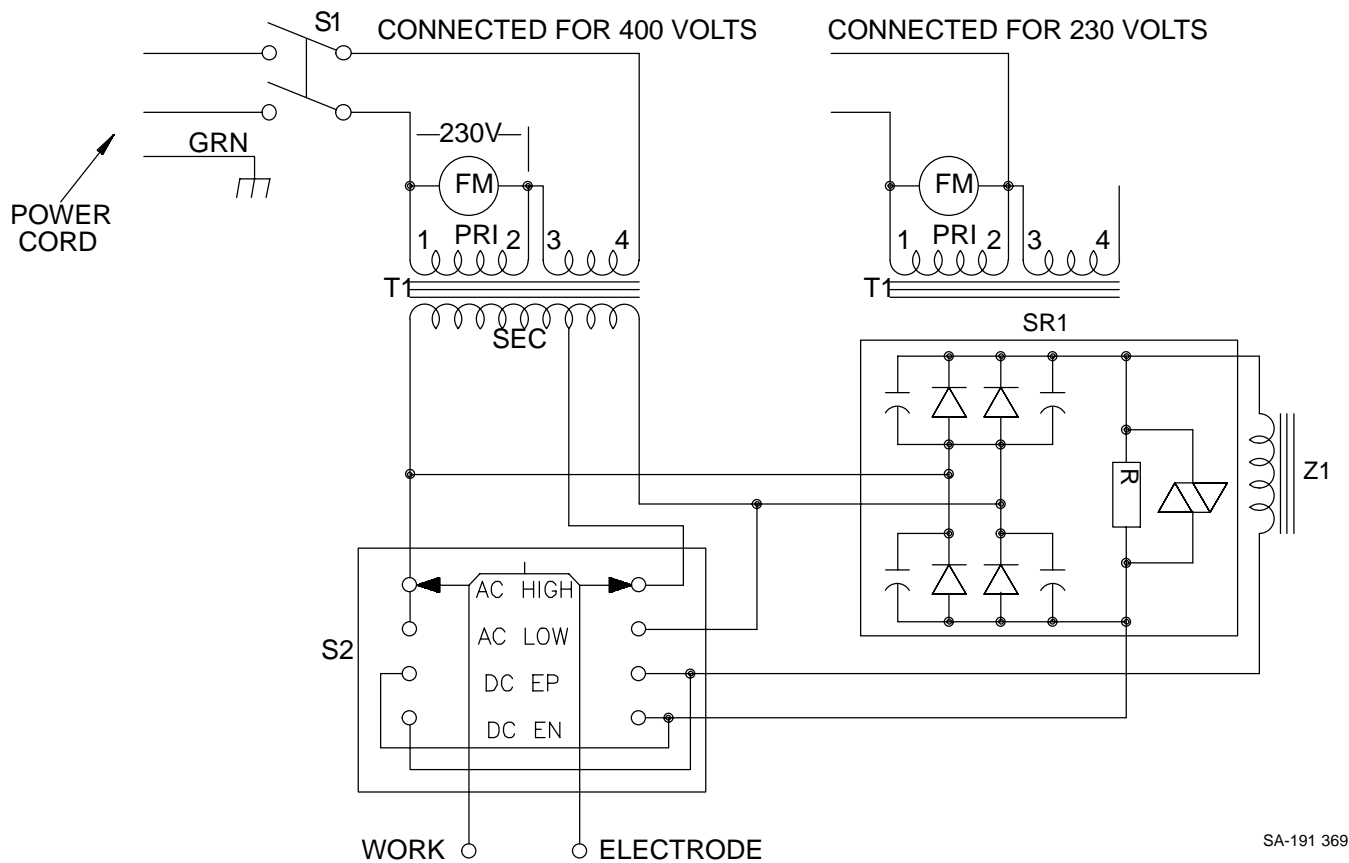 S1
CONNECTED FOR 400 VOLTS
CONNECTED FOR 230 VOLTS
GRN
POWER
CORD
230V
FM
1 PRI 2 3 4
T1
SEC
FM
1 PRI 2 3 4
T1
SR1
R
Z1
S2
AC HIGH
AC LOW
DC EP
DC EN
WORK
ELECTRODE
SA-191 369